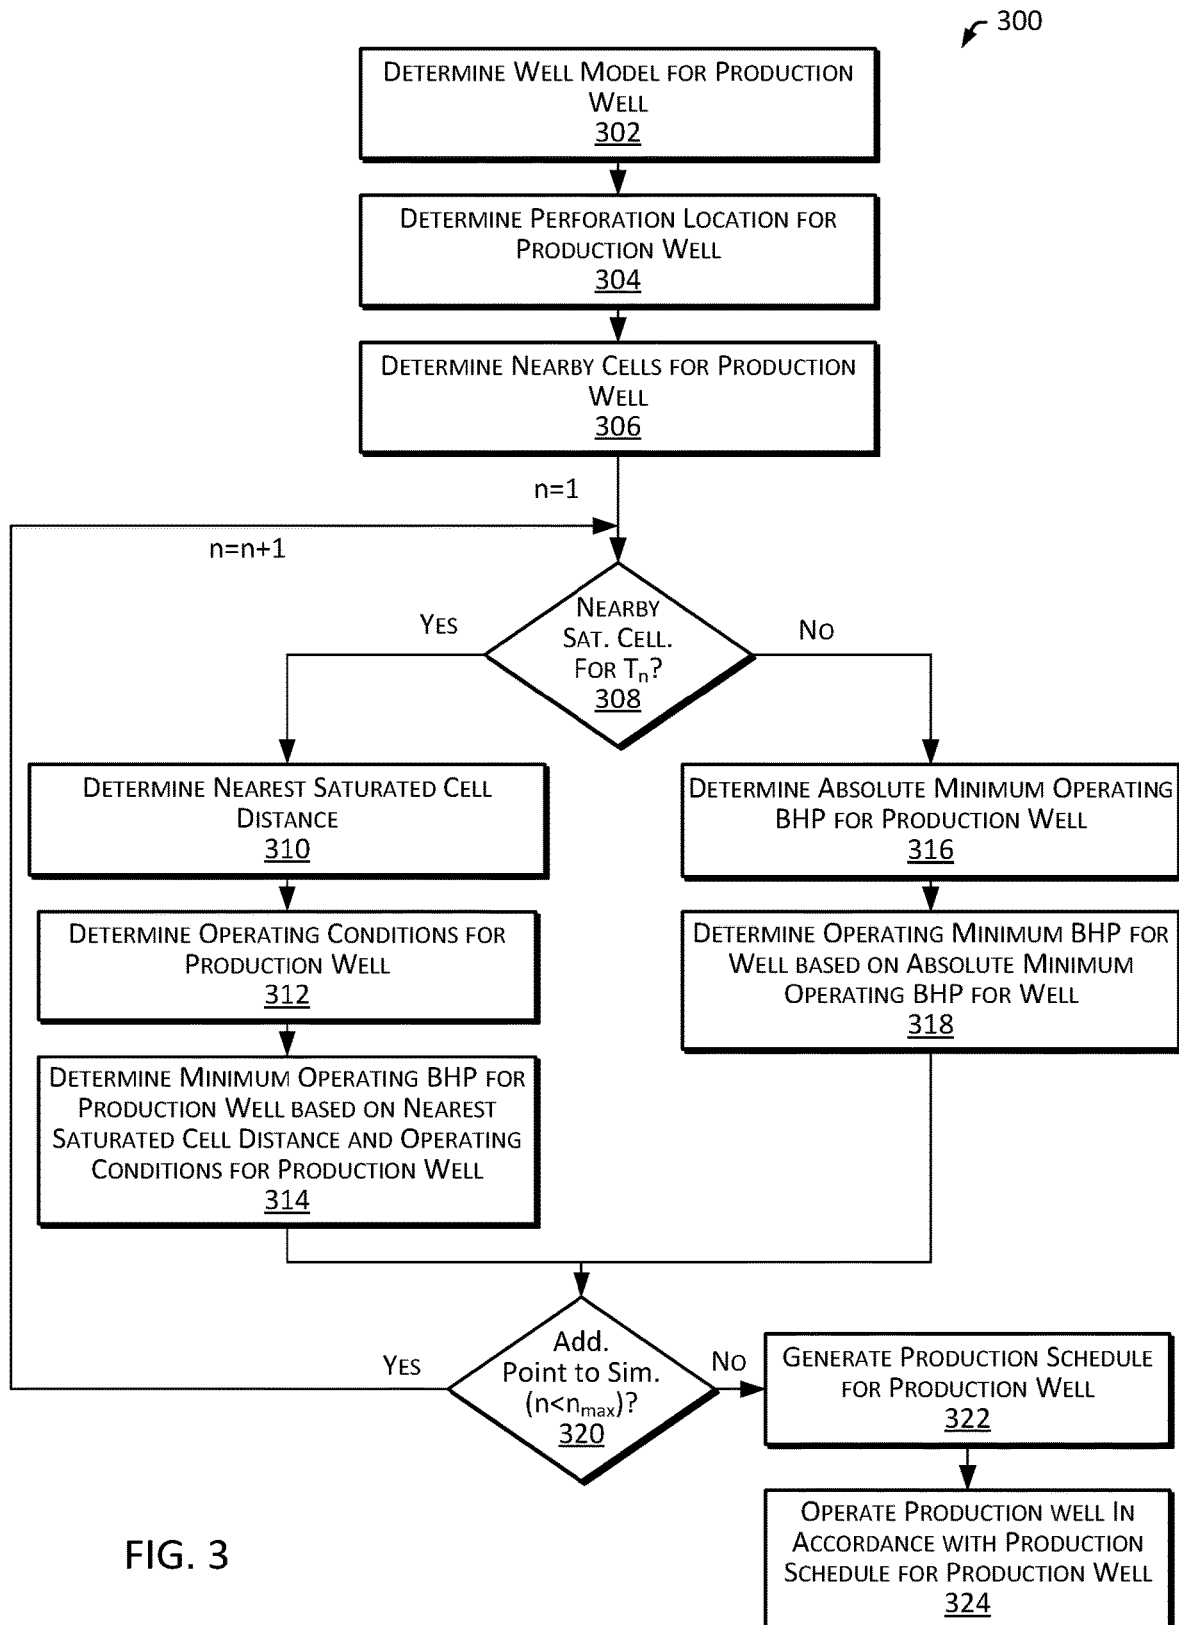 300
DETERMINE WELL MODEL FOR PRODUCTION
WELL
302
DETERMINE PERFORATION LOCATION FOR
PRODUCTION WELL
304
DETERMINE NEARBY CELLS FOR PRODUCTION
WELL
306
n=1
n=n+1
NEARBY
SAT. CELL.
FOR Tn?
308
YES
NO
DETERMINE NEAREST SATURATED CELL
DISTANCE
310
DETERMINE OPERATING CONDITIONS FOR
PRODUCTION WELL
312
DETERMINE MINIMUM OPERATING BHP FOR
PRODUCTION WELL BASED ON NEAREST
SATURATED CELL DISTANCE AND OPERATING
CONDITIONS FOR PRODUCTION WELL
314
DETERMINE ABSOLUTE MINIMUM OPERATING
BHP FOR PRODUCTION WELL
316
DETERMINE OPERATING MINIMUM BHP FOR
WELL BASED ON ABSOLUTE MINIMUM
OPERATING BHP FOR WELL
318
Add.
Point to Sim.
(n<nmax)?
320
YES
NO
GENERATE PRODUCTION SCHEDULE
FOR PRODUCTION WELL
322
OPERATE PRODUCTION WELL IN
ACCORDANCE WITH PRODUCTION
SCHEDULE FOR PRODUCTION WELL
324
FIG. 3